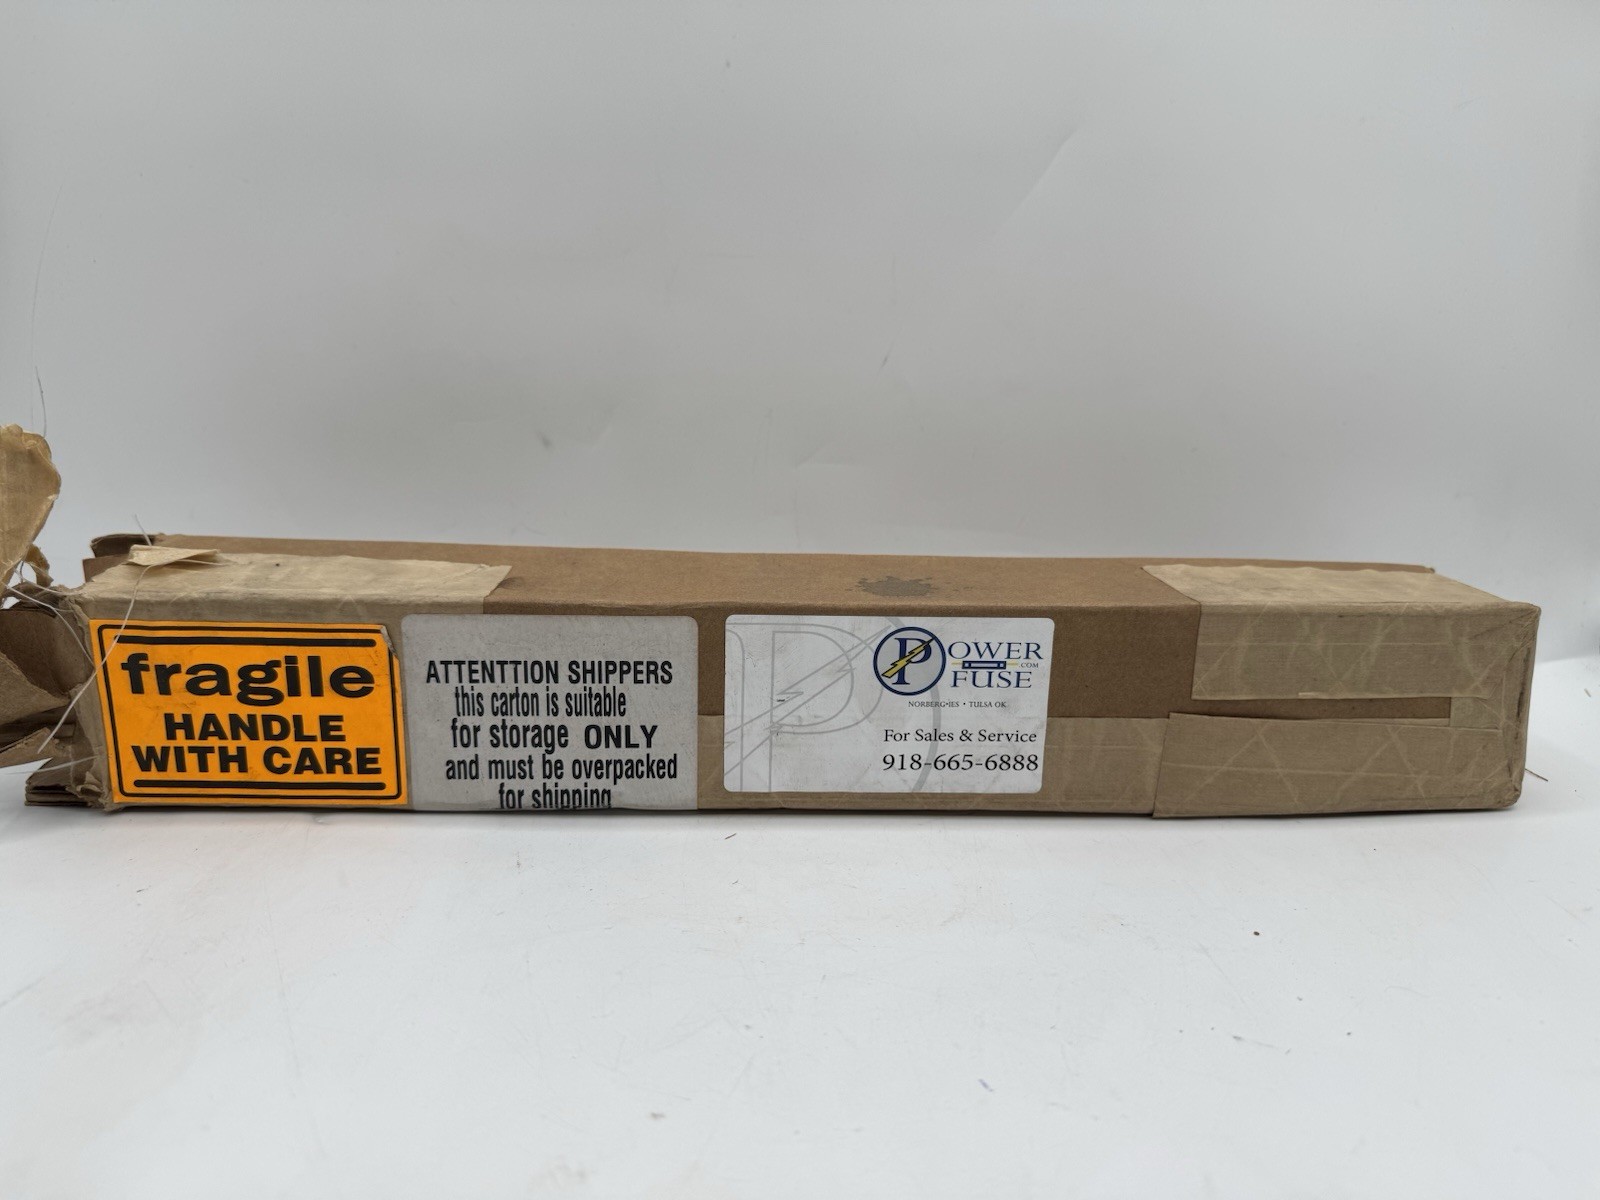 fragile
HANDLE
WITH CARE
ATTENTTION SHIPPERS
this carton is suitable
for storage ONLY
and must be overpacked
for shipping
POWER
.COM
FUSE
NORBERG•IES • TULSA OK
For Sales & Service
918-665-6888